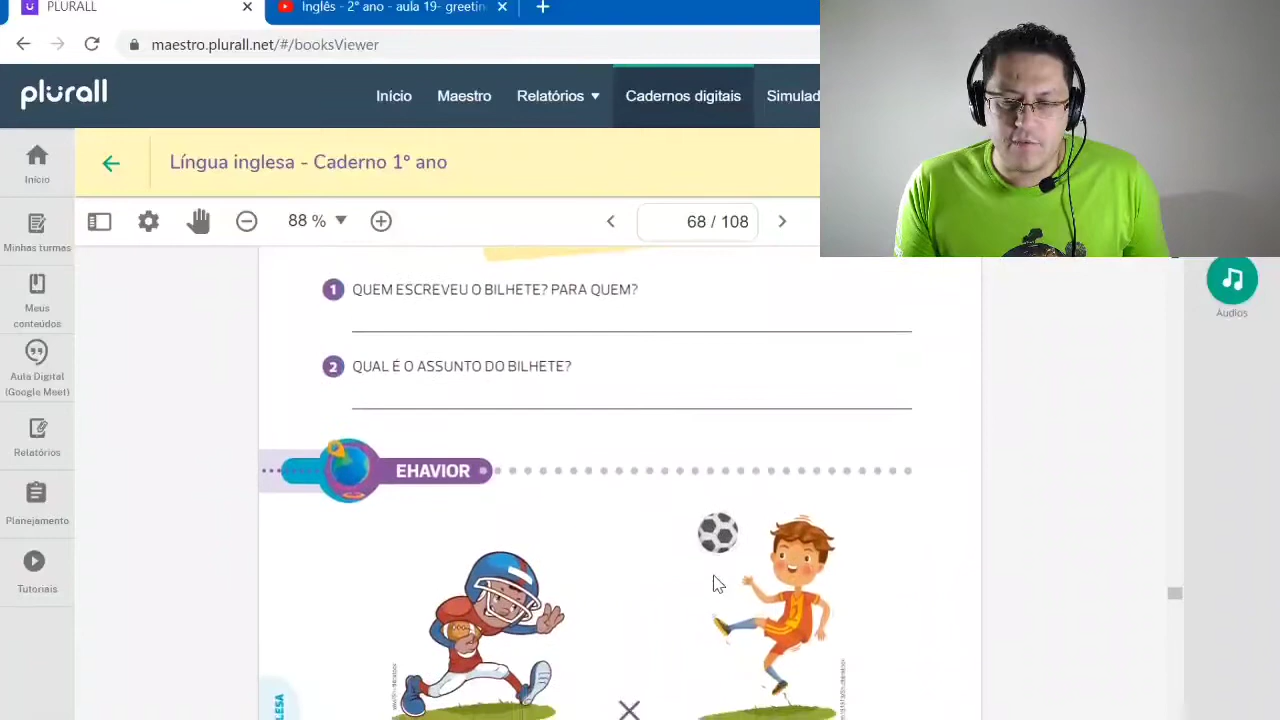 PLURALL
Inglês - 2º ano - aula 19- greetin
maestro.plurall.net/#/booksViewer
plurall
Início
Maestro
Relatórios
Cadernos digitais
Simulad
Início
Língua inglesa - Caderno 1º ano
88 %
68 / 108
Minhas turmas
Meus
conteúdos
Aula Digital
(Google Meet)
Relatórios
Planejamento
Tutoriais
Áudios
1 QUEM ESCREVEU O BILHETE? PARA QUEM?
2 QUAL É O ASSUNTO DO BILHETE?
EHAVIOR
LESA